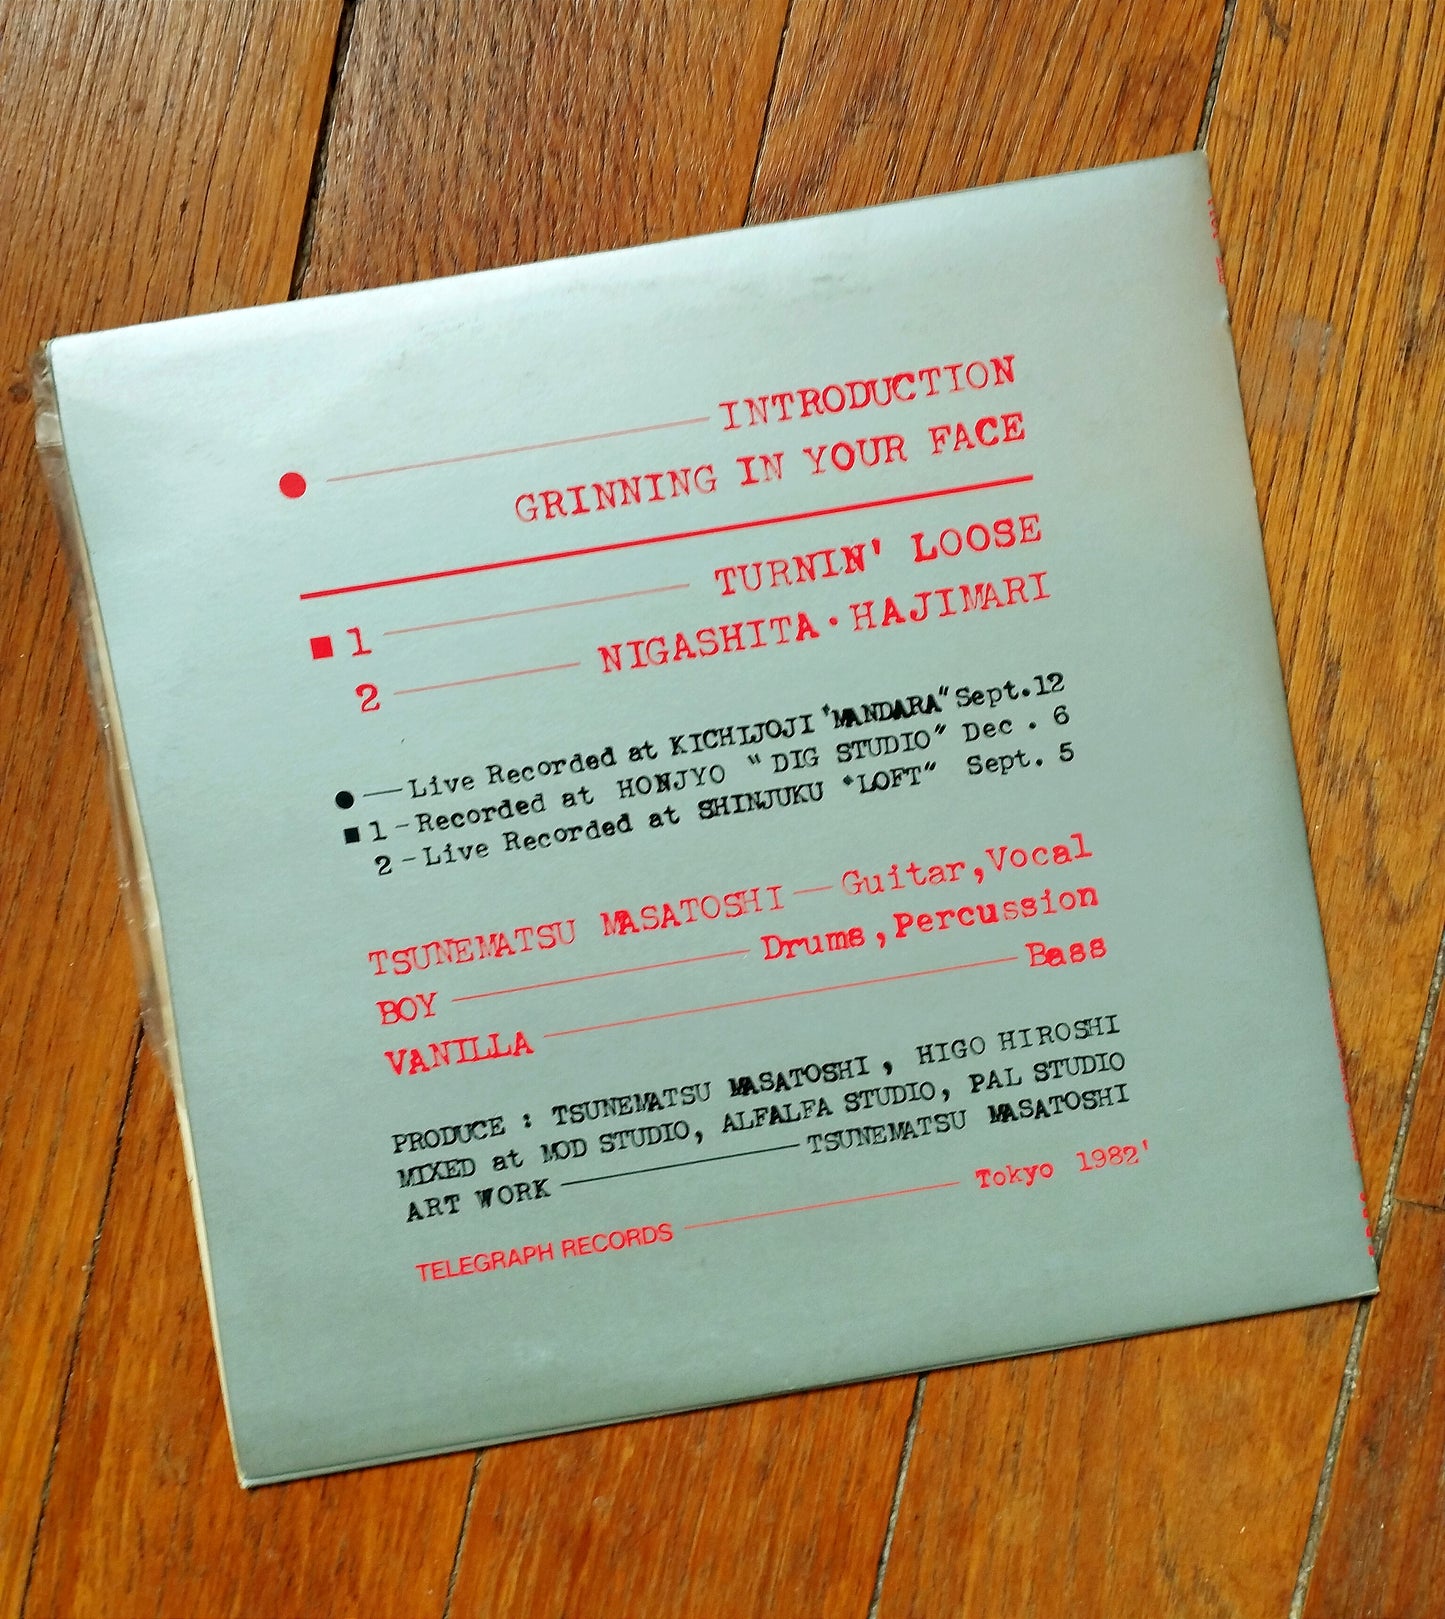 ● INTRODUCTION
GRINNING IN YOUR FACE
■ 1 TURNIN' LOOSE
2 NIGASHITA・HAJIMARI
● — Live Recorded at KICHIJOJI "MANDARA" Sept.12
■ 1 - Recorded at HONJYO "DIG STUDIO" Dec . 6
2 - Live Recorded at SHINJUKU "LOFT" Sept. 5
TSUNEMATSU MASATOSHI — Guitar,Vocal
BOY — Drums,Percussion
VANILLA — Bass
PRODUCE : TSUNEMATSU MASATOSHI , HIGO HIROSHI
MIXED at MOD STUDIO, ALFALFA STUDIO, PAL STUDIO
ART WORK — TSUNEMATSU MASATOSHI
TELEGRAPH RECORDS — Tokyo 1982'